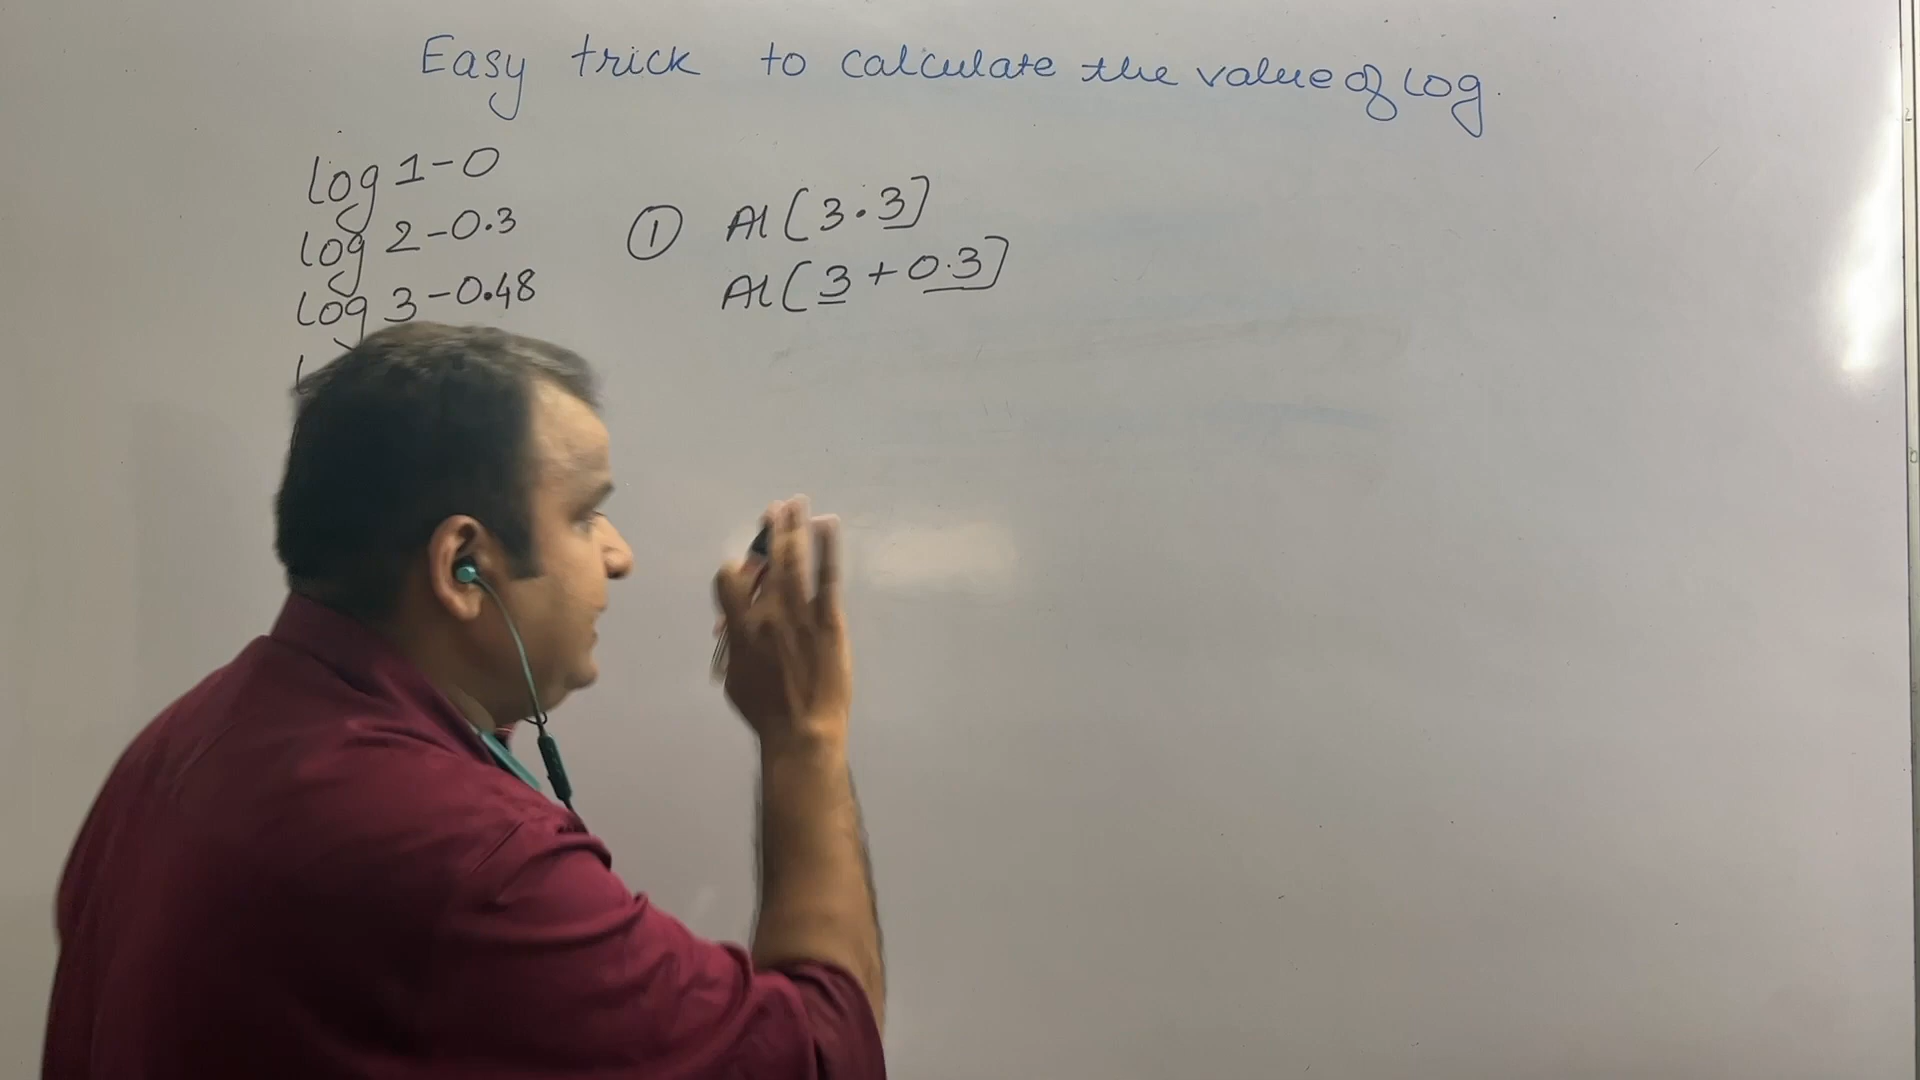 Easy trick to calculate the value of log.
log 1-0
log 2-0.3
log 3-0.48
① Al [3.3]
Al [3 + 0.3]